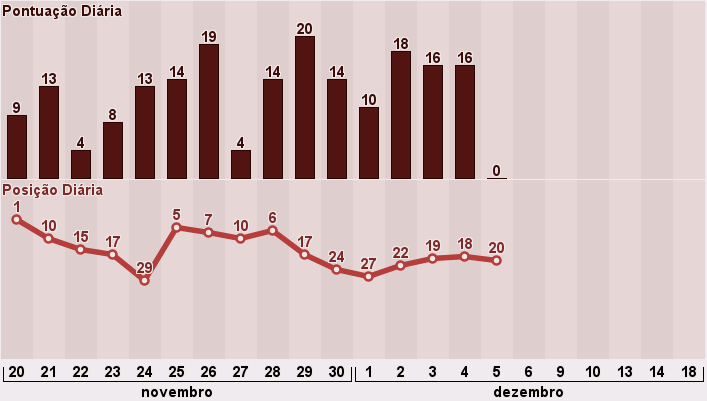 Pontuação Diária
9 13 4 8 13 14 19 4 14 20 14 10 18 16 16 0
Posição Diária
1 10 15 17 29 5 7 10 6 17 24 27 22 19 18 20
20 21 22 23 24 25 26 27 28 29 30 1 2 3 4 5 6 9 10 13 14 18
novembro dezembro